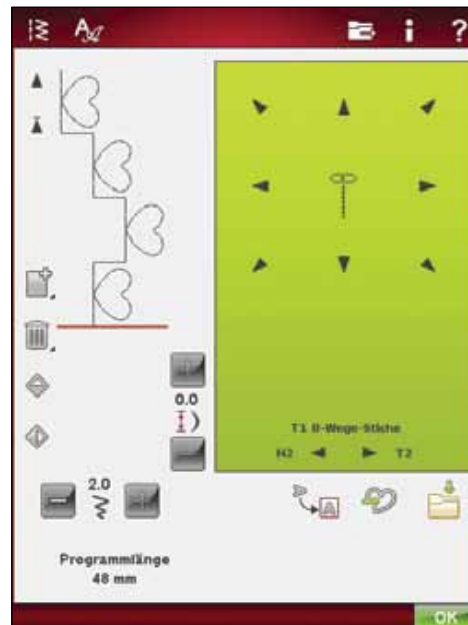 ?
0.0
T1 8-Wege-Stiche
N2 T2
2.0
A
Programmlänge
48 mm
OK